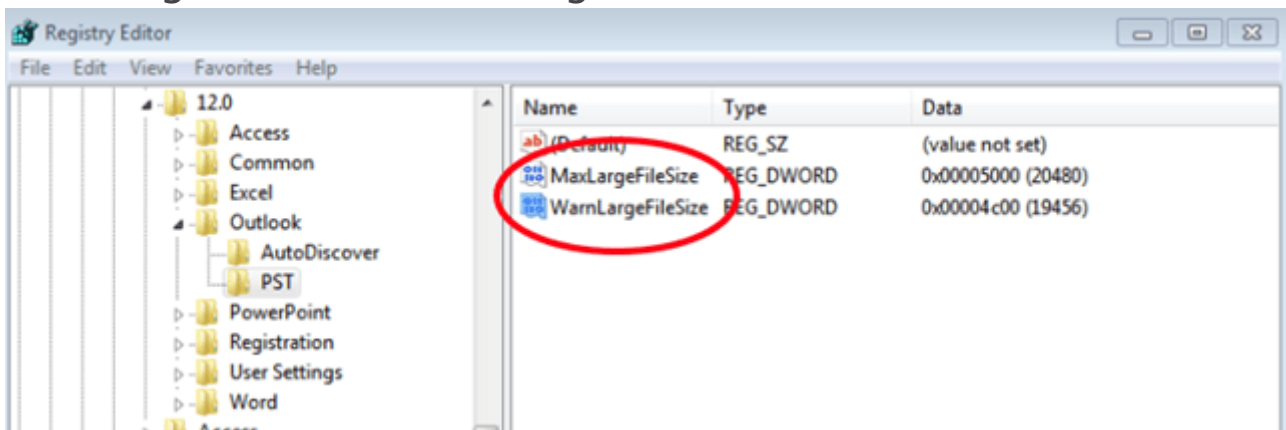 Registry Editor
File Edit View Favorites Help
12.0
Access
Common
Excel
Outlook
AutoDiscover
PST
PowerPoint
Registration
User Settings
Word
Access
Name Type Data
(Default) REG_SZ (value not set)
MaxLargeFileSize REG_DWORD 0x00005000 (20480)
WarnLargeFileSize REG_DWORD 0x00004c00 (19456)